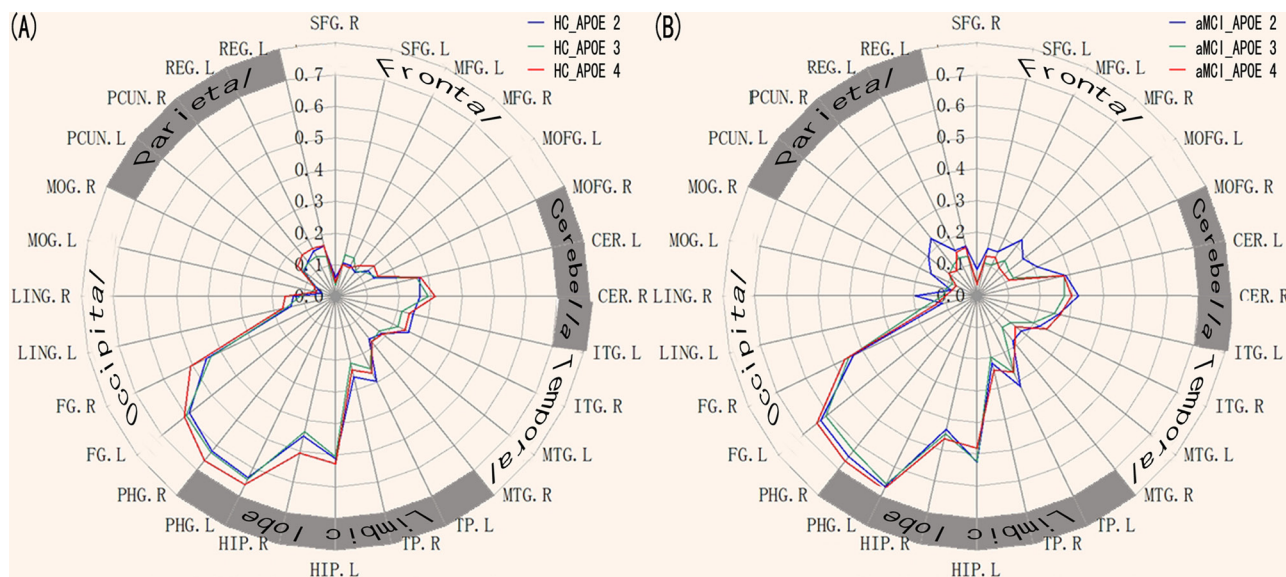 (A)
SFG.R
HC_APOE 2
HC_APOE 3
HC_APOE 4
SFG.L
MFG.L
MFG.R
MOFG.L
MOFG.R
CER.L
CER.R
ITG.L
ITG.R
MTG.L
MTG.R
TP.L
TP.R
HIP.L
HIP.R
PHG.L
PHG.R
FG.L
FG.R
LING.L
LING.R
MOG.L
MOG.R
PCUN.L
PCUN.R
REG.L
REG.L
Frontal
Cerebella
Temporal
Limbic lobe
Occipital
Parietal
0.7
0.6
0.5
0.4
0.3
0.2
0.1
0.0
(B)
SFG.R
aMCI_APOE 2
aMCI_APOE 3
aMCI_APOE 4
SFG.L
MFG.L
MFG.R
MOFG.L
MOFG.R
CER.L
CER.R
ITG.L
ITG.R
MTG.L
MTG.R
TP.L
TP.R
HIP.L
HIP.R
PHG.L
PHG.R
FG.L
FG.R
LING.L
LING.R
MOG.L
MOG.R
PCUN.L
PCUN.R
REG.L
REG.L
Frontal
Cerebella
Temporal
Limbic lobe
Occipital
Parietal
0.7
0.6
0.5
0.4
0.3
0.2
0.1
0.0